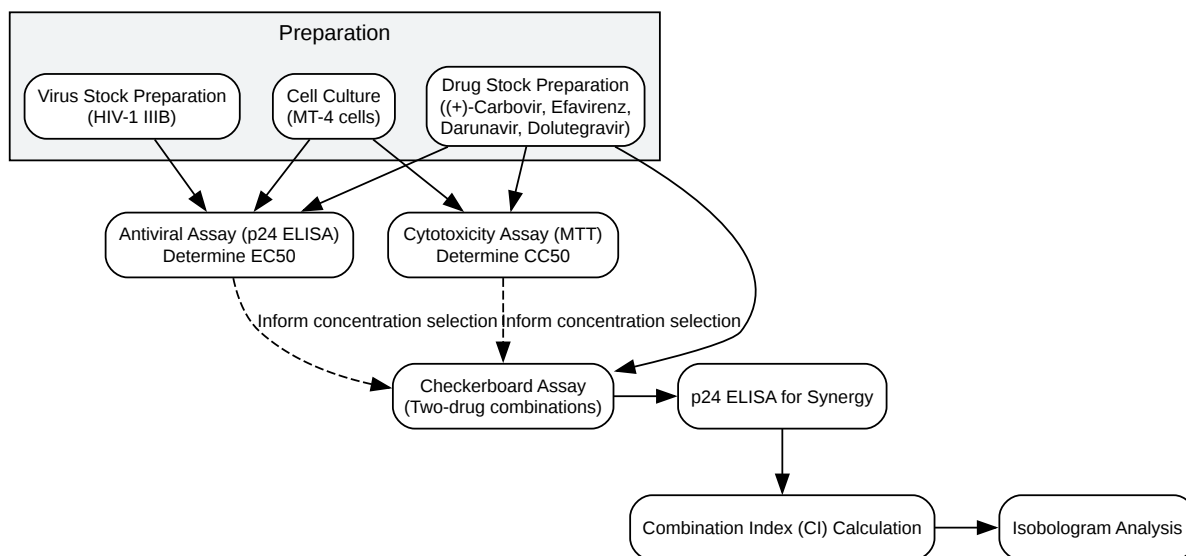 Preparation
Virus Stock Preparation
(HIV-1 IIIB)
Cell Culture
(MT-4 cells)
Drug Stock Preparation
((+)-Carbovir, Efavirenz,
Darunavir, Dolutegravir)
Antiviral Assay (p24 ELISA)
Determine EC50
Cytotoxicity Assay (MTT)
Determine CC50
Inform concentration selection
Inform concentration selection
Checkerboard Assay
(Two-drug combinations)
p24 ELISA for Synergy
Combination Index (CI) Calculation
Isobologram Analysis